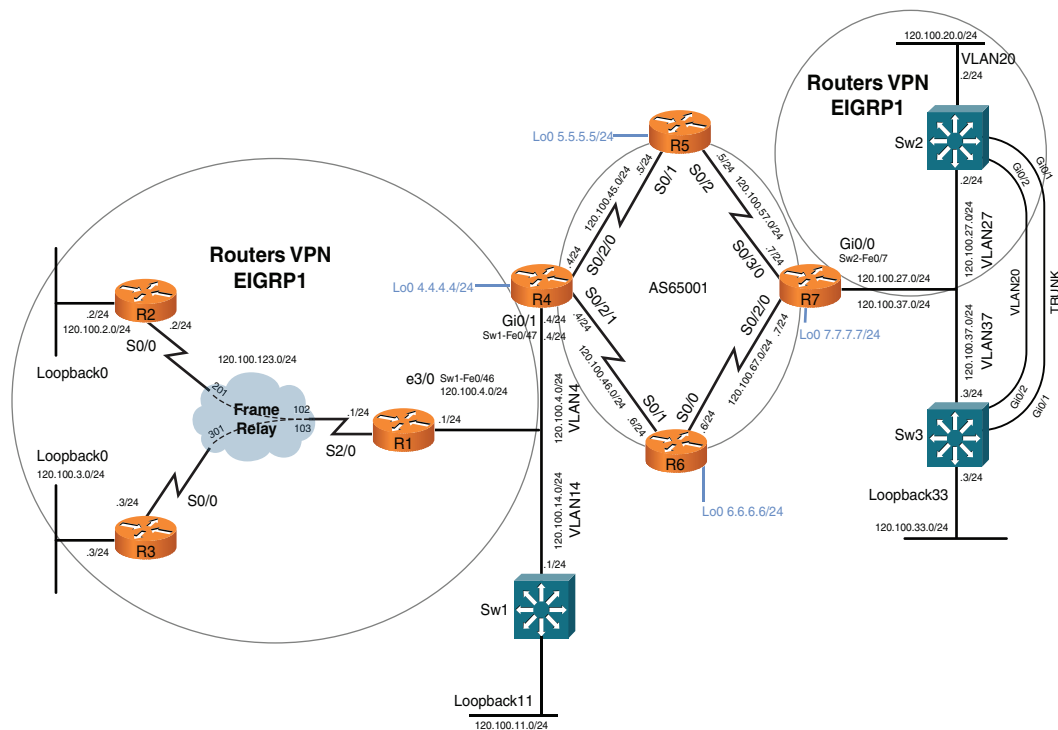 120.100.20.0/24
VLAN20
.2/24
Routers VPN
EIGRP1
Sw2
Gi0/1
Gi0/2
.2/24
120.100.27.0/24
VLAN27
VLAN20
TRUNK
120.100.37.0/24
VLAN37
Gi0/2
Gi0/1
.3/24
Sw3
.3/24
Loopback33
120.100.33.0/24
Lo0 5.5.5.5/24
R5
.5/24
S0/1
120.100.45.0/24
S0/2/0
.4/24
.5/24
S0/2
120.100.57.0/24
S0/3/0
.7/24
Gi0/0
Sw2-Fe0/7
120.100.27.0/24
120.100.37.0/24
R7
Lo0 7.7.7.7/24
AS65001
Lo0 4.4.4.4/24
R4
Gi0/1
Sw1-Fe0/47
.4/24
.4/24
S0/2/1
.4/24
120.100.46.0/24
S0/1
.6/24
S0/2/0
.7/24
120.100.67.0/24
S0/0
.6/24
R6
Lo0 6.6.6.6/24
Routers VPN
EIGRP1
R2
.2/24
120.100.2.0/24
.2/24
S0/0
Loopback0
120.100.123.0/24
201
Frame
Relay
102
103
301
.1/24
S2/0
R1
e3/0
Sw1-Fe0/46
120.100.4.0/24
.1/24
Loopback0
120.100.3.0/24
S0/0
.3/24
R3
.3/24
120.100.4.0/24
VLAN4
120.100.14.0/24
VLAN14
.1/24
Sw1
Loopback11
120.100.11.0/24